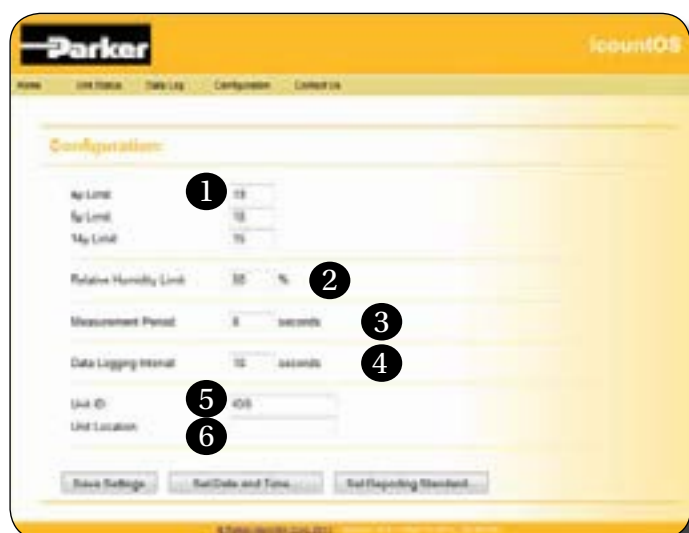 Parker
icountOS
Home Unit Status Data Log Configuration Contact Us
Configuration:
4µ Limit 1 19
6µ Limit 18
14µ Limit 15
Relative Humidity Limit % 2
Measurement Period seconds 3
Data Logging Interval 10 seconds 4
Unit ID 5 iOS
Unit Location 6
Save Settings Set Date and Time... Set Reporting Standard...